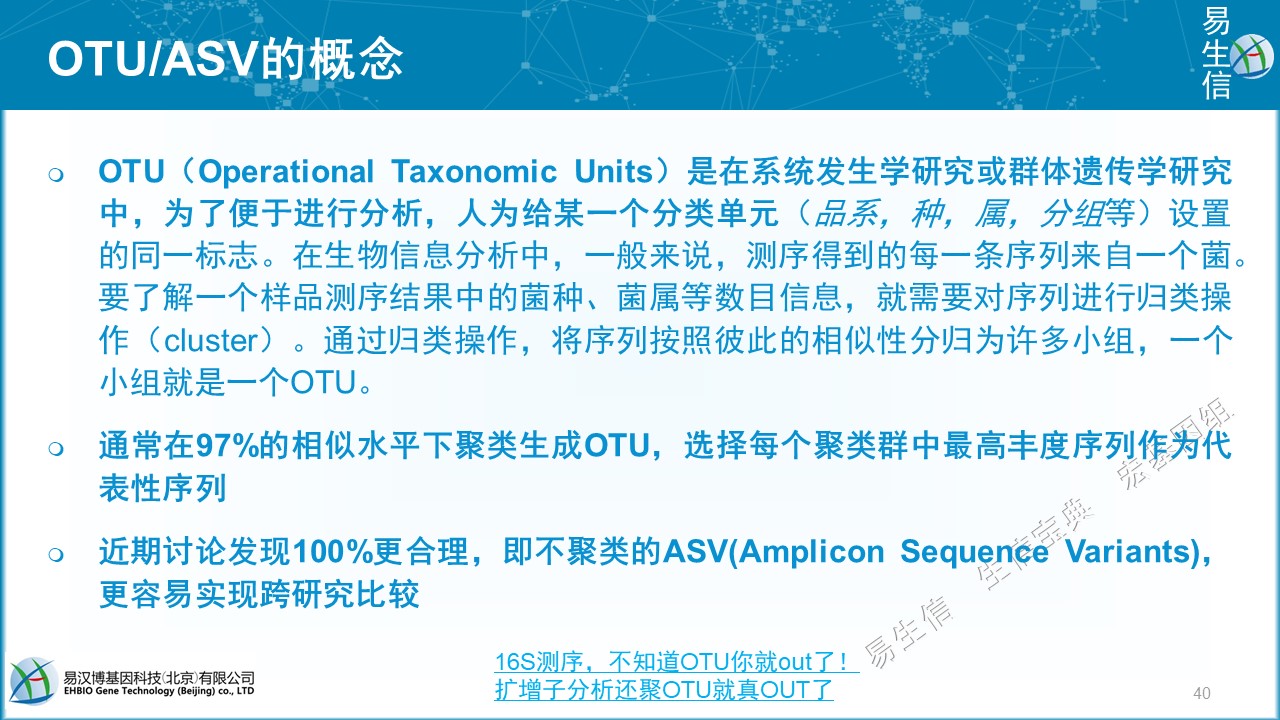 OTU/ASV的概念
易生信
OTU（Operational Taxonomic Units）是在系统发生学研究或群体遗传学研究
中，为了便于进行分析，人为给某一个分类单元（品系，种，属，分组等）设置
的同一标志。在生物信息分析中，一般来说，测序得到的每一条序列来自一个菌。
要了解一个样品测序结果中的菌种、菌属等数目信息，就需要对序列进行归类操
作（cluster）。通过归类操作，将序列按照彼此的相似性分归为许多小组，一个
小组就是一个OTU。
通常在97%的相似水平下聚类生成OTU，选择每个聚类群中最高丰度序列作为代
表性序列
近期讨论发现100%更合理，即不聚类的ASV(Amplicon Sequence Variants)，
更容易实现跨研究比较
易生信 生信宝典 宏基因组
16S测序，不知道OTU你就out了！
扩增子分析还聚OTU就真OUT了
易汉博基因科技(北京)有限公司
EHBIO Gene Technology (Beijing) co., LTD
40